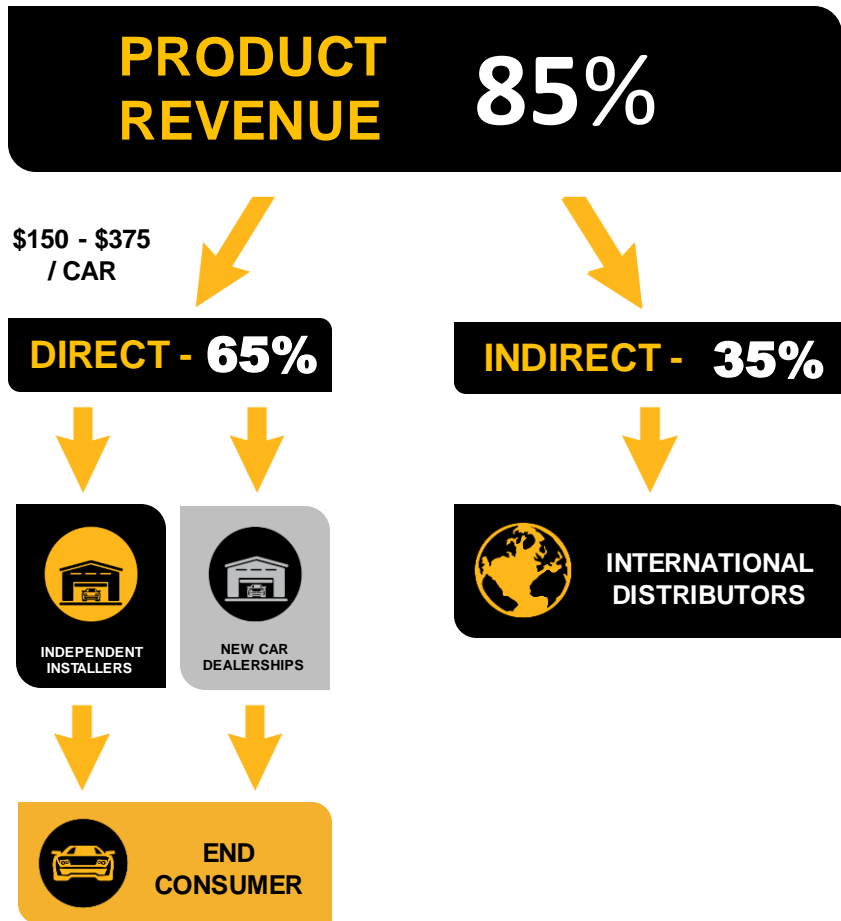 PRODUCT
REVENUE
85%
$150 - $375
/ CAR
DIRECT - 65%
INDIRECT - 35%
INDEPENDENT
INSTALLERS
NEW CAR
DEALERSHIPS
INTERNATIONAL
DISTRIBUTORS
END
CONSUMER